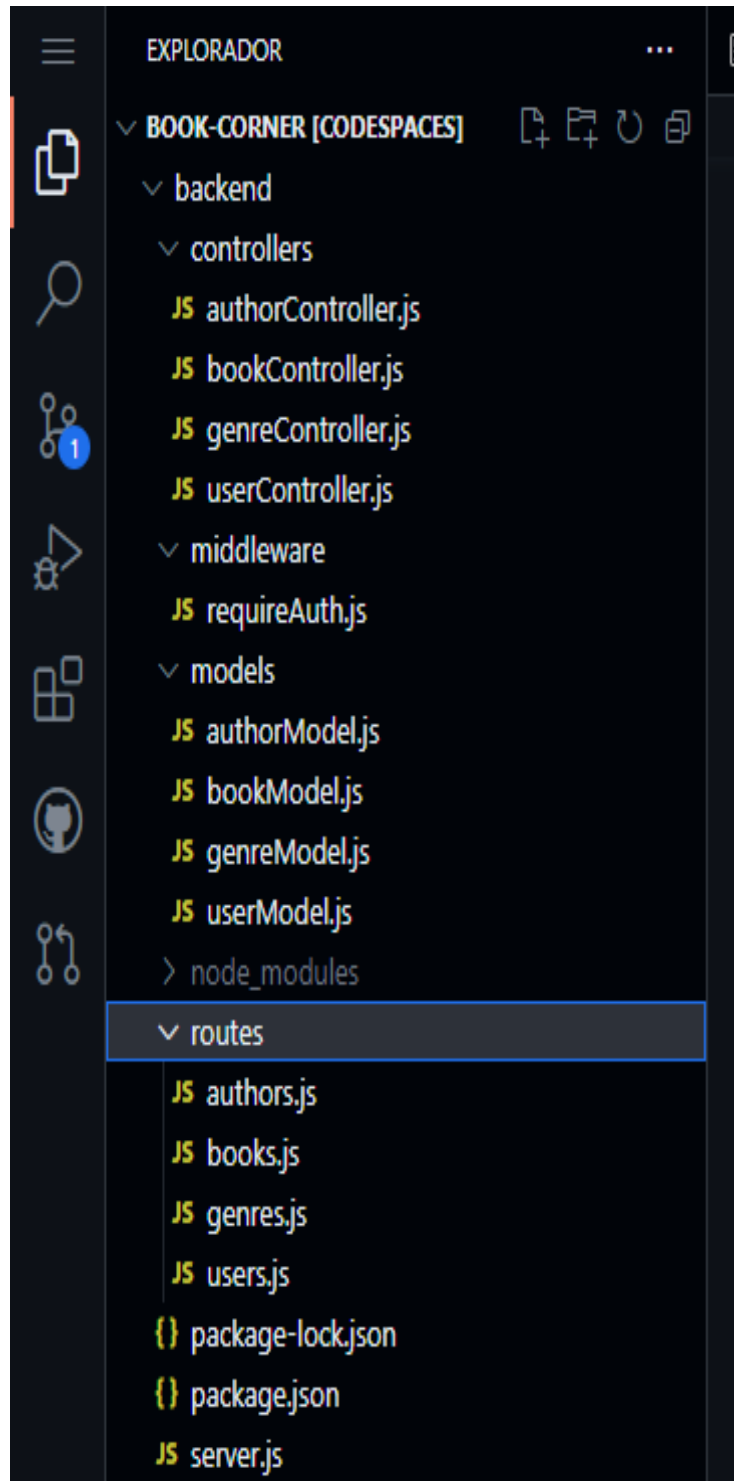 EXPLORADOR
BOOK-CORNER [CODESPACES]
backend
controllers
JS authorController.js
JS bookController.js
JS genreController.js
JS userController.js
1
middleware
JS requireAuth.js
models
JS authorModel.js
JS bookModel.js
JS genreModel.js
JS userModel.js
node_modules
routes
JS authors.js
JS books.js
JS genres.js
JS users.js
{} package-lock.json
{} package.json
JS server.js